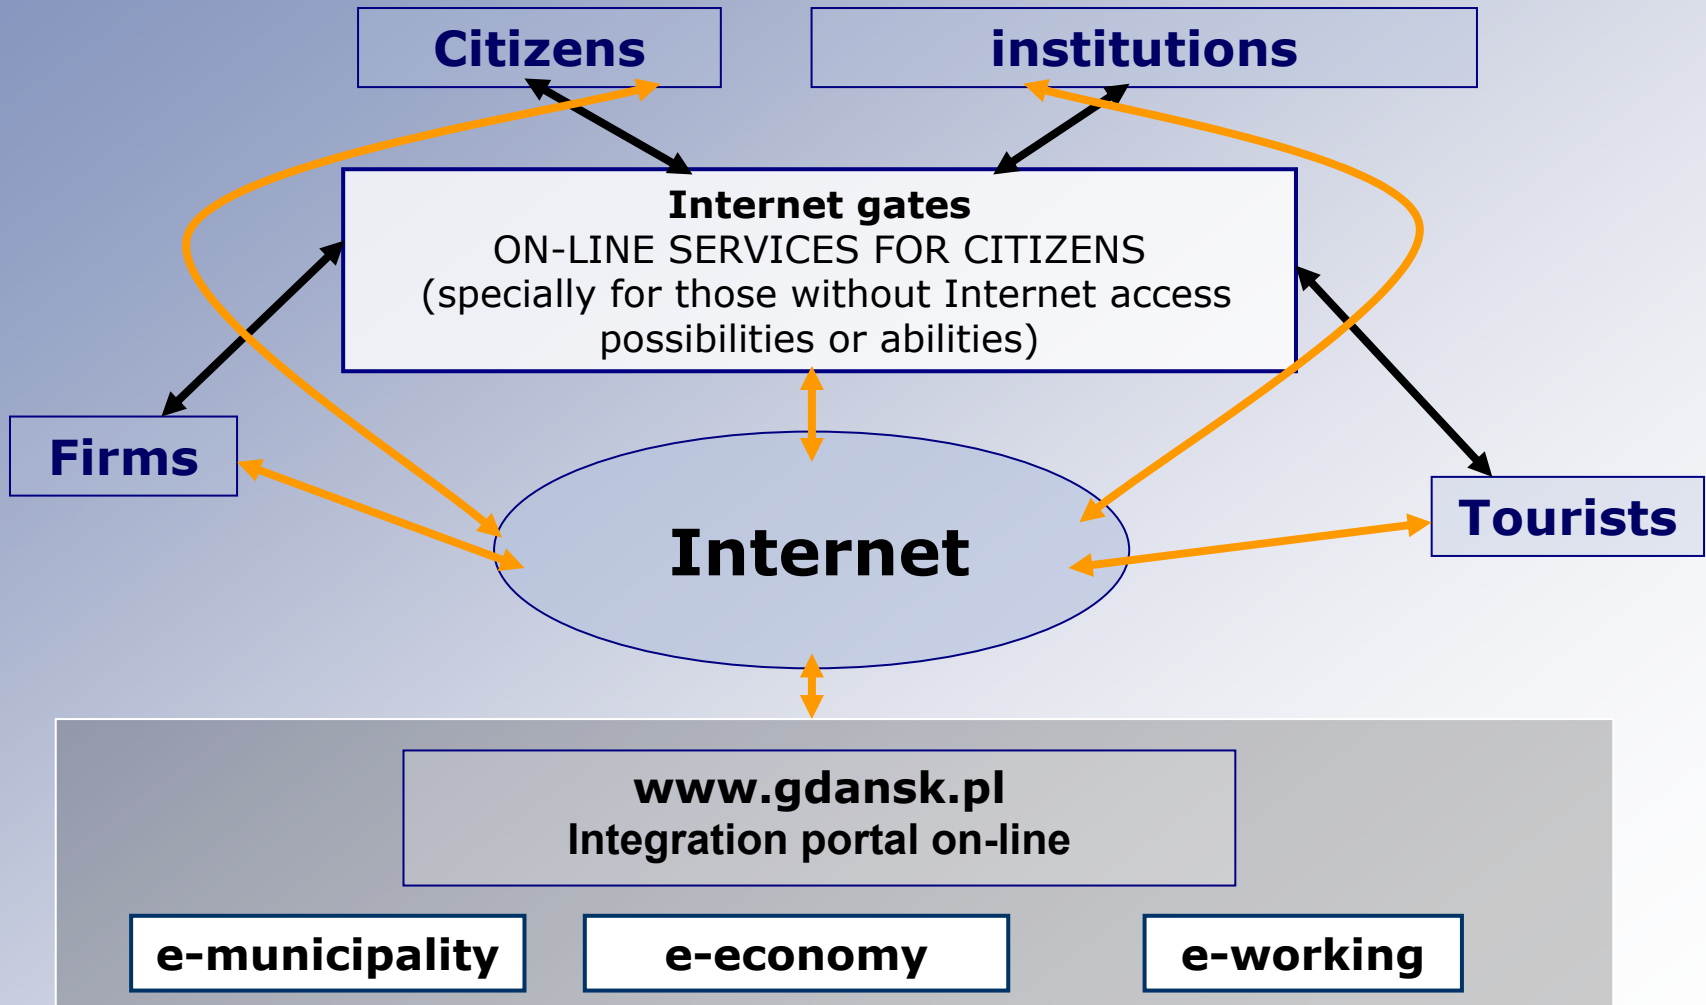 Citizens
institutions
Internet gates
ON-LINE SERVICES FOR CITIZENS
(specially for those without Internet access
possibilities or abilities)
Firms
Tourists
Internet
www.gdansk.pl
Integration portal on-line
e-municipality
e-economy
e-working